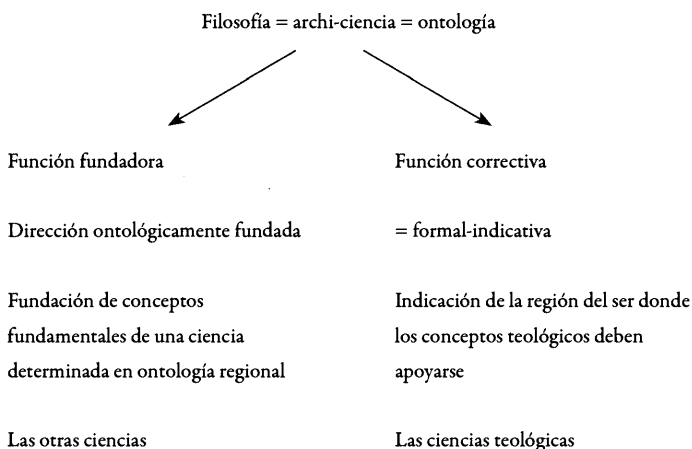 Filosofía = archi-ciencia = ontología
Función fundadora
Dirección ontológicamente fundada
Fundación de conceptos
fundamentales de una ciencia
determinada en ontología regional
Las otras ciencias
Función correctiva
= formal-indicativa
Indicación de la región del ser donde
los conceptos teológicos deben
apoyarse
Las ciencias teológicas